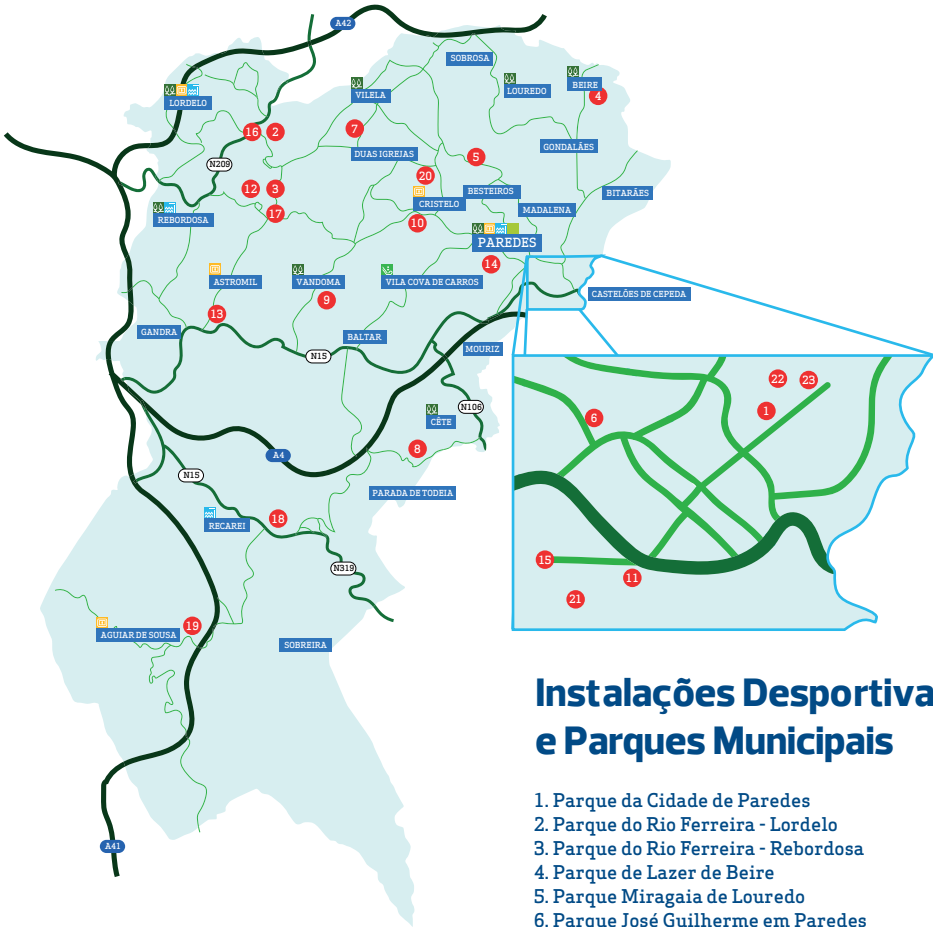 A42
SOBROSA
LOUREDO
BEIRE
4
LORDELO
VILELA
16
2
7
DUAS IGREJAS
5
GONDALÃES
N209
20
12
3
BESTEIROS
BITARÃES
CRISTELO
MADALENA
17
REBORDOSA
10
PAREDES
14
ASTROMIL
VANDOMA
VILA COVA DE CARROS
CASTELÕES DE CEPEDA
9
13
GANDRA
BALTAR
MOURIZ
N15
22
23
1
6
N106
CÊTE
8
A4
N15
PARADA DE TODEIA
RECAREI
18
15
11
21
N319
19
AGUIAR DE SOUSA
SOBREIRA
A41
Instalações Desportiva
e Parques Municipais
1. Parque da Cidade de Paredes
2. Parque do Rio Ferreira - Lordelo
3. Parque do Rio Ferreira - Rebordosa
4. Parque de Lazer de Beire
5. Parque Miragaia de Louredo
6. Parque José Guilherme em Paredes